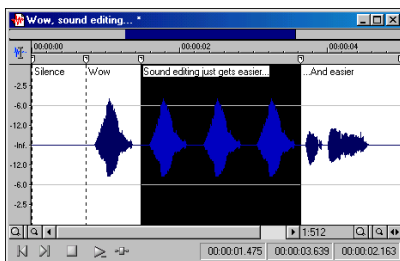 Wow, sound editing... *
00:00:00 00:00:02 00:00:04
Silence Wow Sound editing just gets easier... ...And easier
-2.5
-6.0
-12.0
-Inf.
-12.0
-6.0
-2.5
1:512
00:00:01.475 00:00:03.639 00:00:02.163